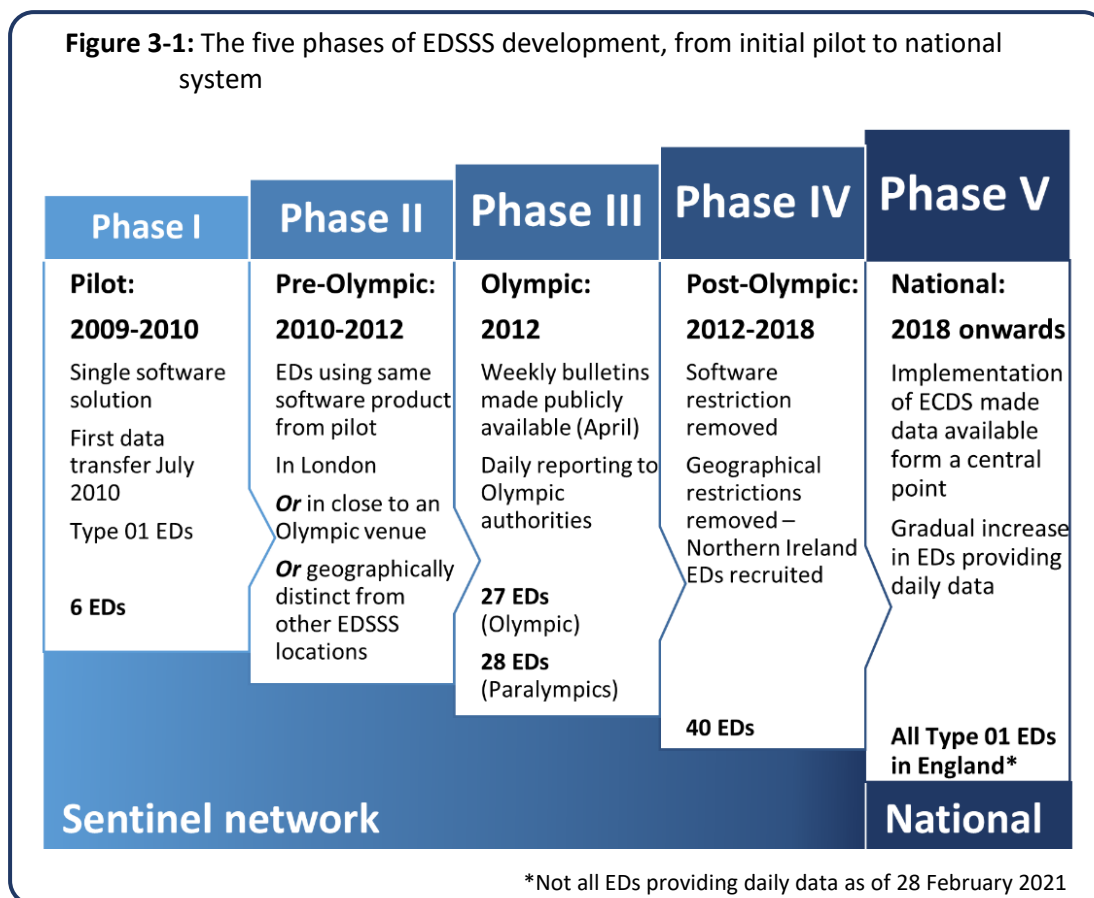 Figure 3-1: The five phases of EDSSS development, from initial pilot to national
system
Phase I
Pilot:
2009-2010
Single software
solution
First data
transfer July
2010
Type 01 EDs
6 EDs
Phase II
Pre-Olympic:
2010-2012
EDs using same
software product
from pilot
In London
Or in close to an
Olympic venue
Or geographically
distinct from
other EDSSS
locations
Phase III
Olympic:
2012
Weekly bulletins
made publicly
available (April)
Daily reporting to
Olympic
authorities
27 EDs
(Olympic)
28 EDs
(Paralympics)
Phase IV
Post-Olympic:
2012-2018
Software
restriction
removed
Geographical
restrictions
removed –
Northern Ireland
EDs recruited
40 EDs
Phase V
National:
2018 onwards
Implementation
of ECDS made
data available
form a central
point
Gradual increase
in EDs providing
daily data
All Type 01 EDs
in England*
Sentinel network
National
*Not all EDs providing daily data as of 28 February 2021